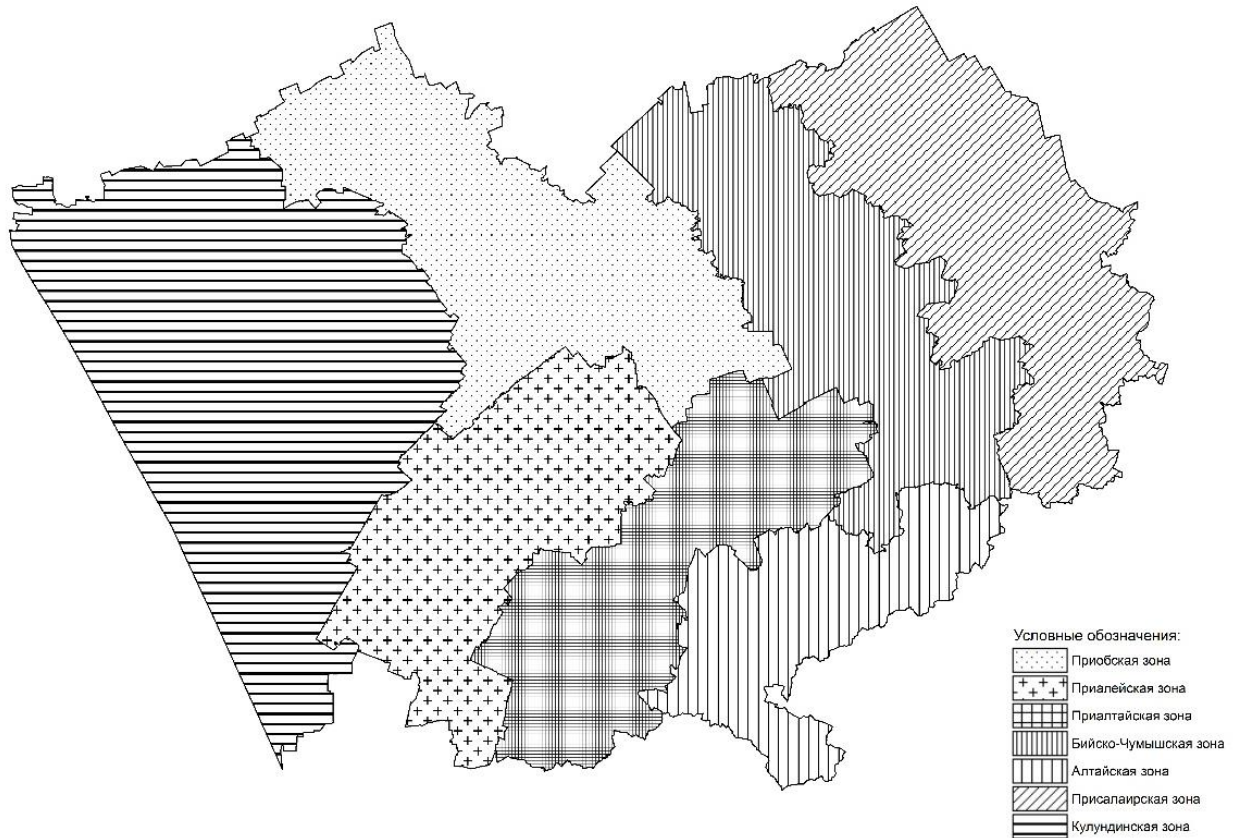 Условные обозначения:
Приобская зона
Приалейская зона
Приалтайская зона
Бийско-Чумышская зона
Алтайская зона
Присалаирская зона
Кулундинская зона